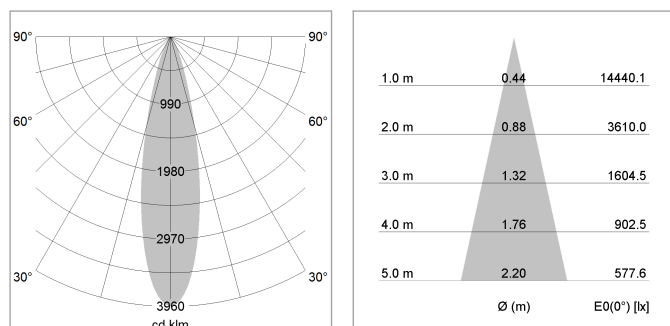 90° 90°
990
60° 60°
1980
2970
30° 30°
3960
cd klm
1.0 m 0.44 14440.1
2.0 m 0.88 3610.0
3.0 m 1.32 1604.5
4.0 m 1.76 902.5
5.0 m 2.20 577.6
Ø (m) E0(0°) [lx]